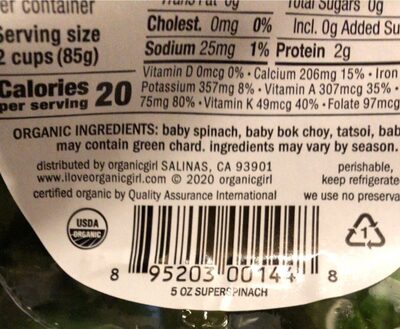 er container
Serving size
2 cups (85g)
Calories
per serving 20
Trans Fat 0g
Cholest. 0mg 0%
Sodium 25mg 1%
Total Sugars 0g
Incl. 0g Added Su
Protein 2g
Vitamin D 0mcg 0% • Calcium 206mg 15% • Iron
Potassium 357mg 8% • Vitamin A 307mcg 35% •
75mg 80% • Vitamin K 49mcg 40% • Folate 97mcg
ORGANIC INGREDIENTS: baby spinach, baby bok choy, tatsoi, bab
may contain green chard. ingredients may vary by season.
distributed by organicgirl SALINAS, CA 93901
www.iloveorganicgirl.com © 2020 organicgirl
certified organic by Quality Assurance International
perishable,
keep refrigerate
we use no preserva
USDA
ORGANIC
1
8 95203 00144 8
5 OZ SUPERSPINACH